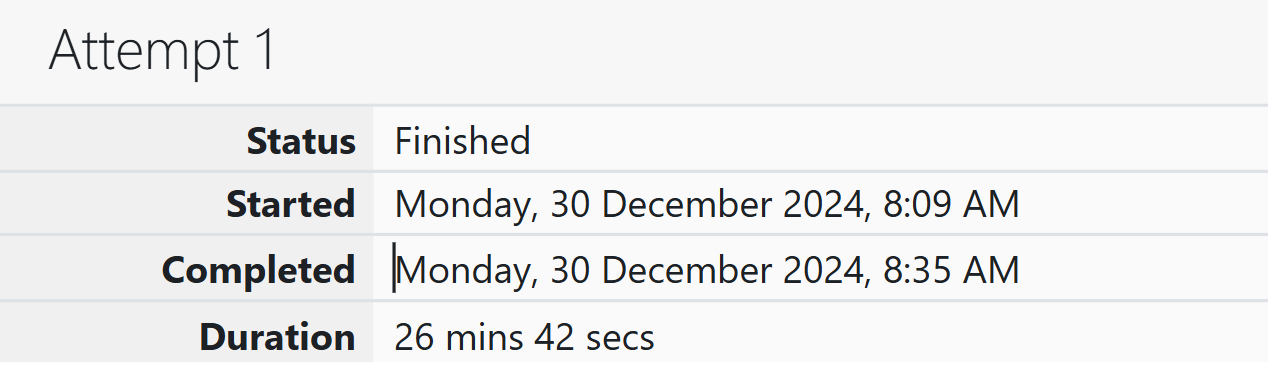 Attempt 1
Status Finished
Started Monday, 30 December 2024, 8:09 AM
Completed Monday, 30 December 2024, 8:35 AM
Duration 26 mins 42 secs